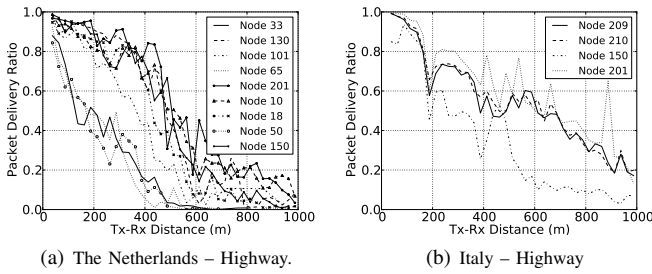 1.0
0.8
0.6
0.4
0.2
0.0
0
200
400
600
800
1000
Packet Delivery Ratio
Tx-Rx Distance (m)
Node 33
Node 130
Node 101
Node 65
Node 201
Node 10
Node 18
Node 50
Node 150
(a) The Netherlands – Highway.
1.0
0.8
0.6
0.4
0.2
0.0
0
200
400
600
800
1000
Packet Delivery Ratio
Tx-Rx Distance (m)
Node 209
Node 210
Node 150
Node 201
(b) Italy – Highway